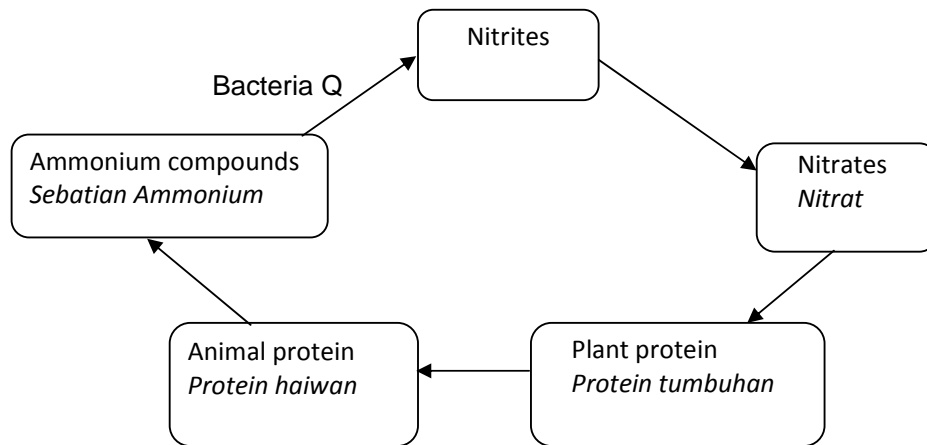 Nitrites
Bacteria Q
Ammonium compounds
Sebatian Ammonium
Nitrates
Nitrat
Animal protein
Protein haiwan
Plant protein
Protein tumbuhan